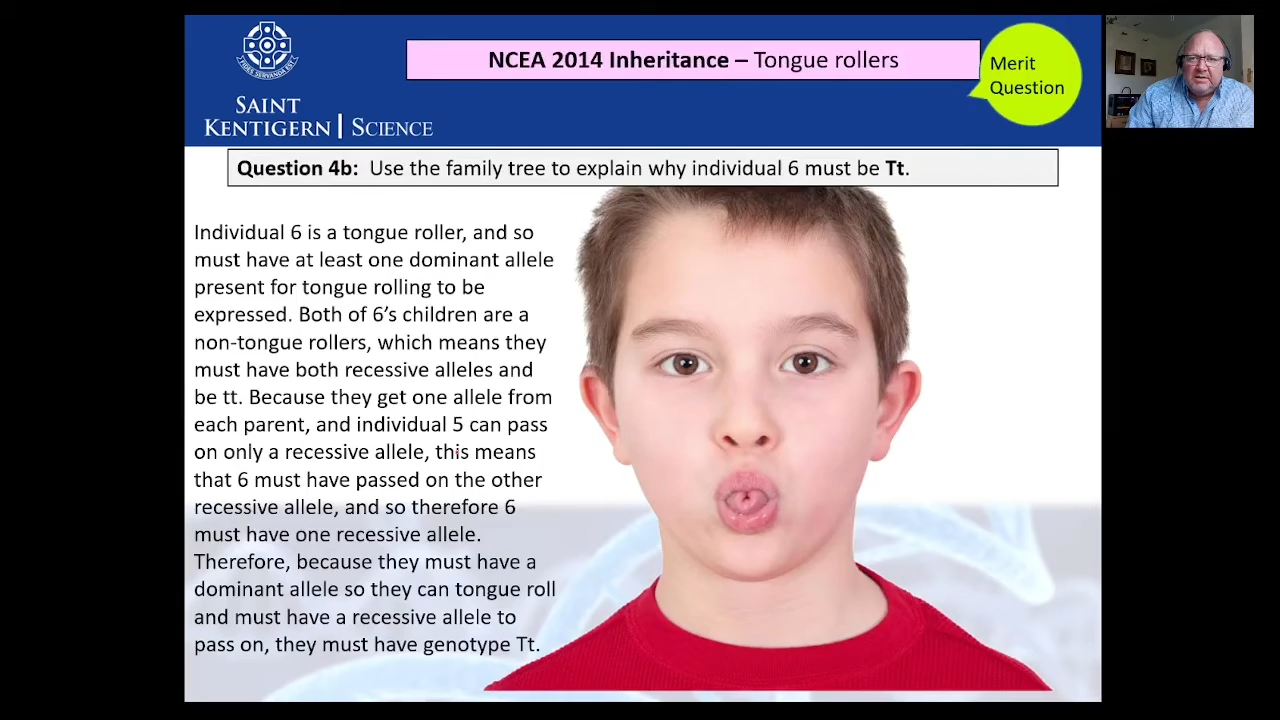 NCEA 2014 Inheritance – Tongue rollers
Merit
Question
FIDES SERVANDA EST
SAINT
KENTIGERN | SCIENCE
Question 4b: Use the family tree to explain why individual 6 must be Tt.
Individual 6 is a tongue roller, and so
must have at least one dominant allele
present for tongue rolling to be
expressed. Both of 6’s children are a
non-tongue rollers, which means they
must have both recessive alleles and
be tt. Because they get one allele from
each parent, and individual 5 can pass
on only a recessive allele, this means
that 6 must have passed on the other
recessive allele, and so therefore 6
must have one recessive allele.
Therefore, because they must have a
dominant allele so they can tongue roll
and must have a recessive allele to
pass on, they must have genotype Tt.